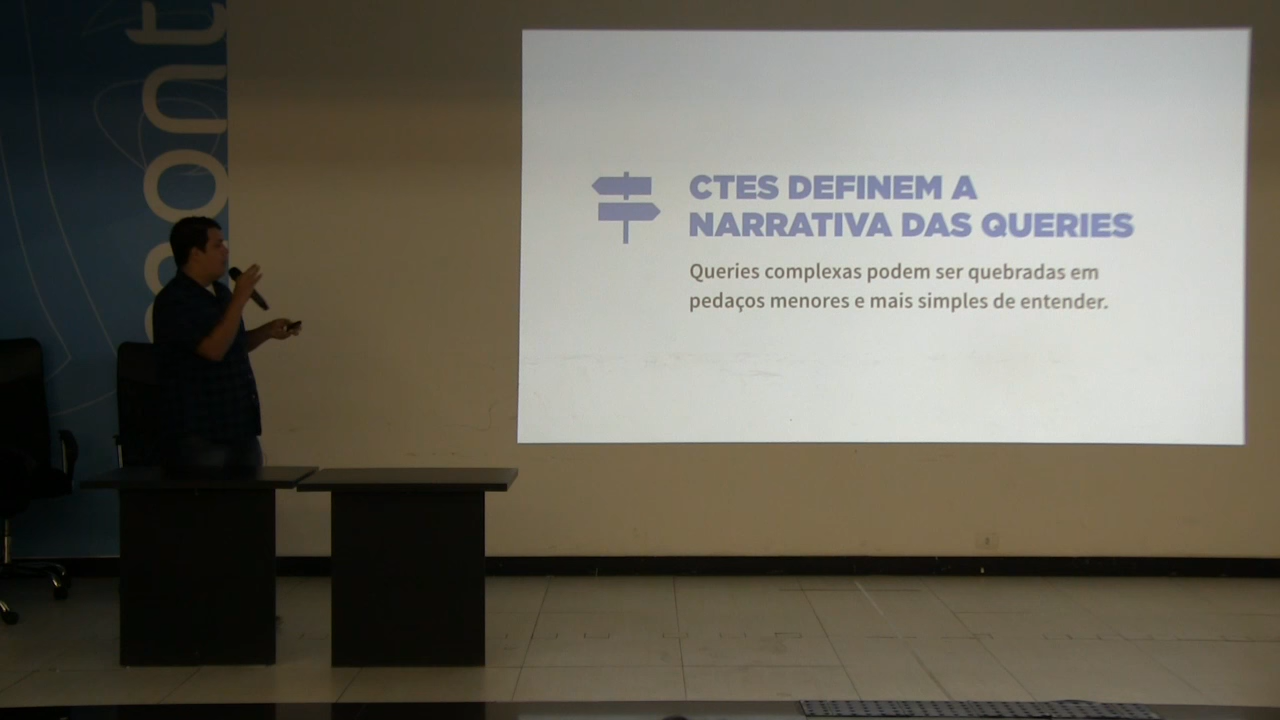 CTES DEFINEM A
NARRATIVA DAS QUERIES
Queries complexas podem ser quebradas em
pedaços menores e mais simples de entender.